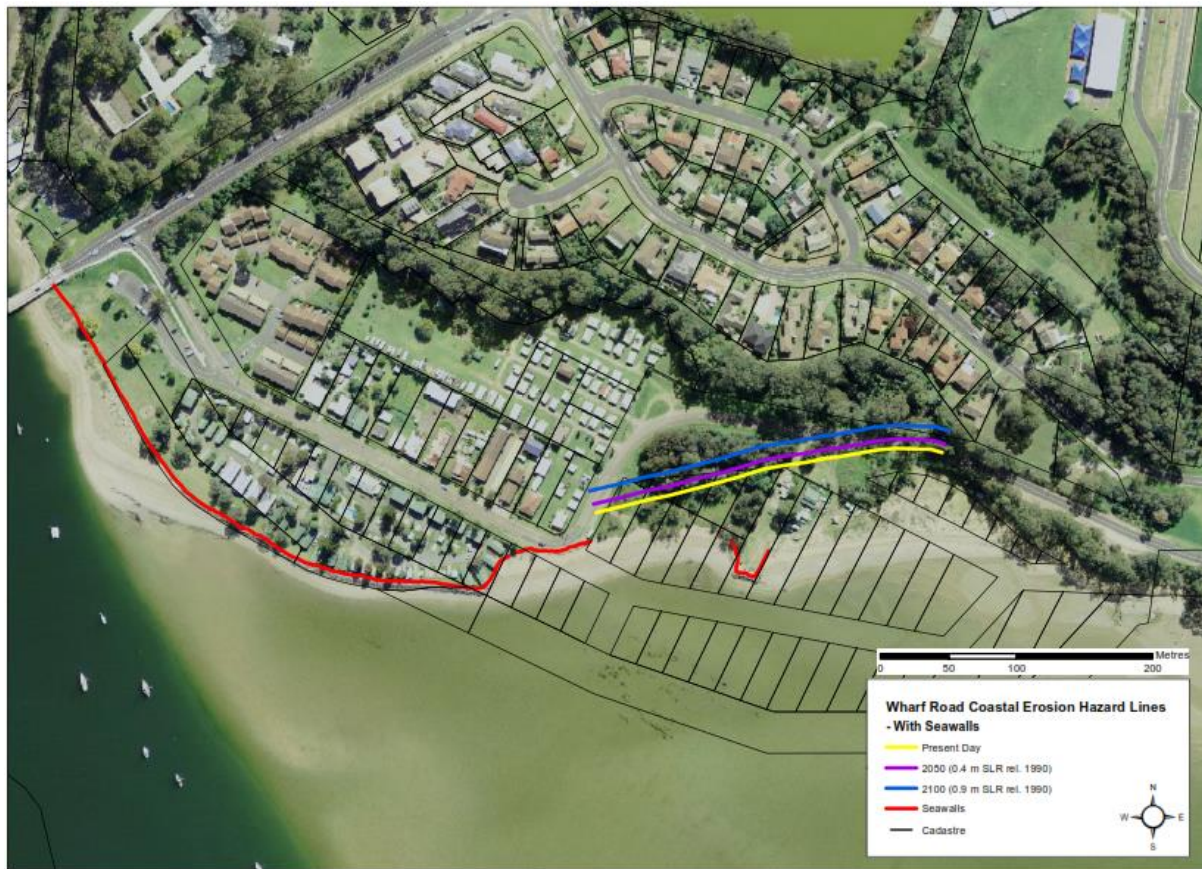 Metres
0 50 100 200
Wharf Road Coastal Erosion Hazard Lines
- With Seawalls
Present Day
2050 (0.4 m SLR rel. 1990)
2100 (0.9 m SLR rel. 1990)
Seawalls
Cadastre
N
W E
S